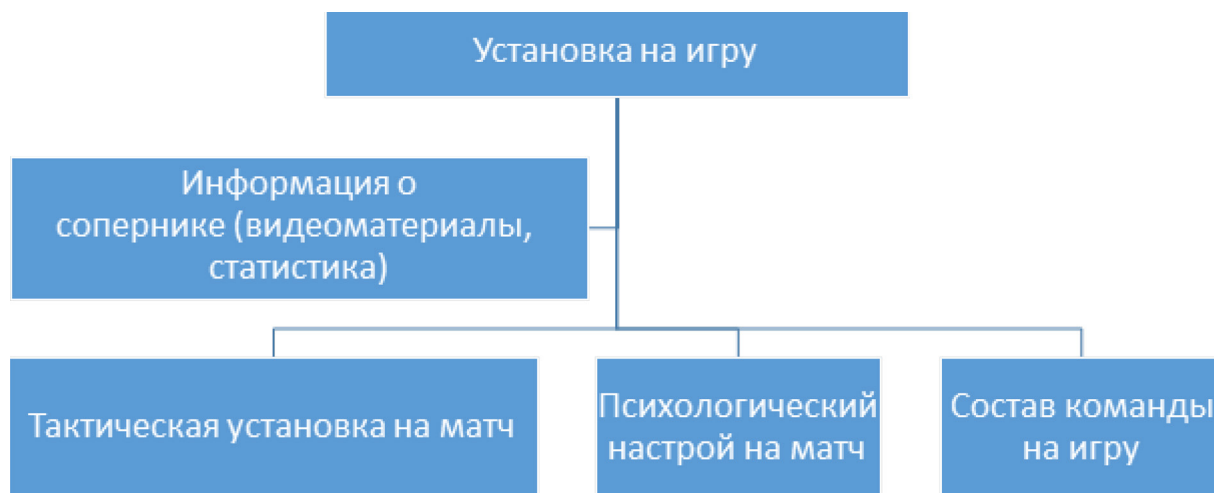 Установка на игру
Информация о
сопернике (видеоматериалы,
статистика)
Тактическая установка на матч
Психологический
настрой на матч
Состав команды
на игру